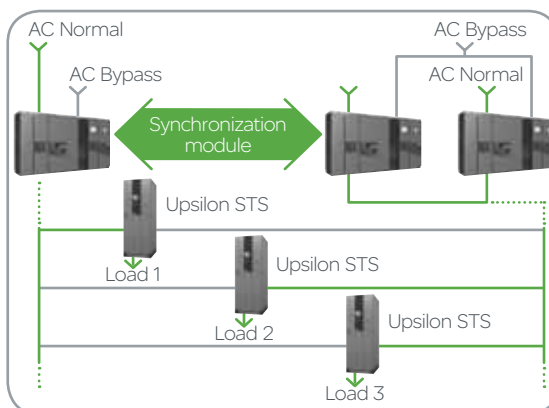 AC Normal
AC Bypass
AC Bypass
AC Normal
Synchronization
module
Upsilon STS
Load 1
Upsilon STS
Load 2
Upsilon STS
Load 3